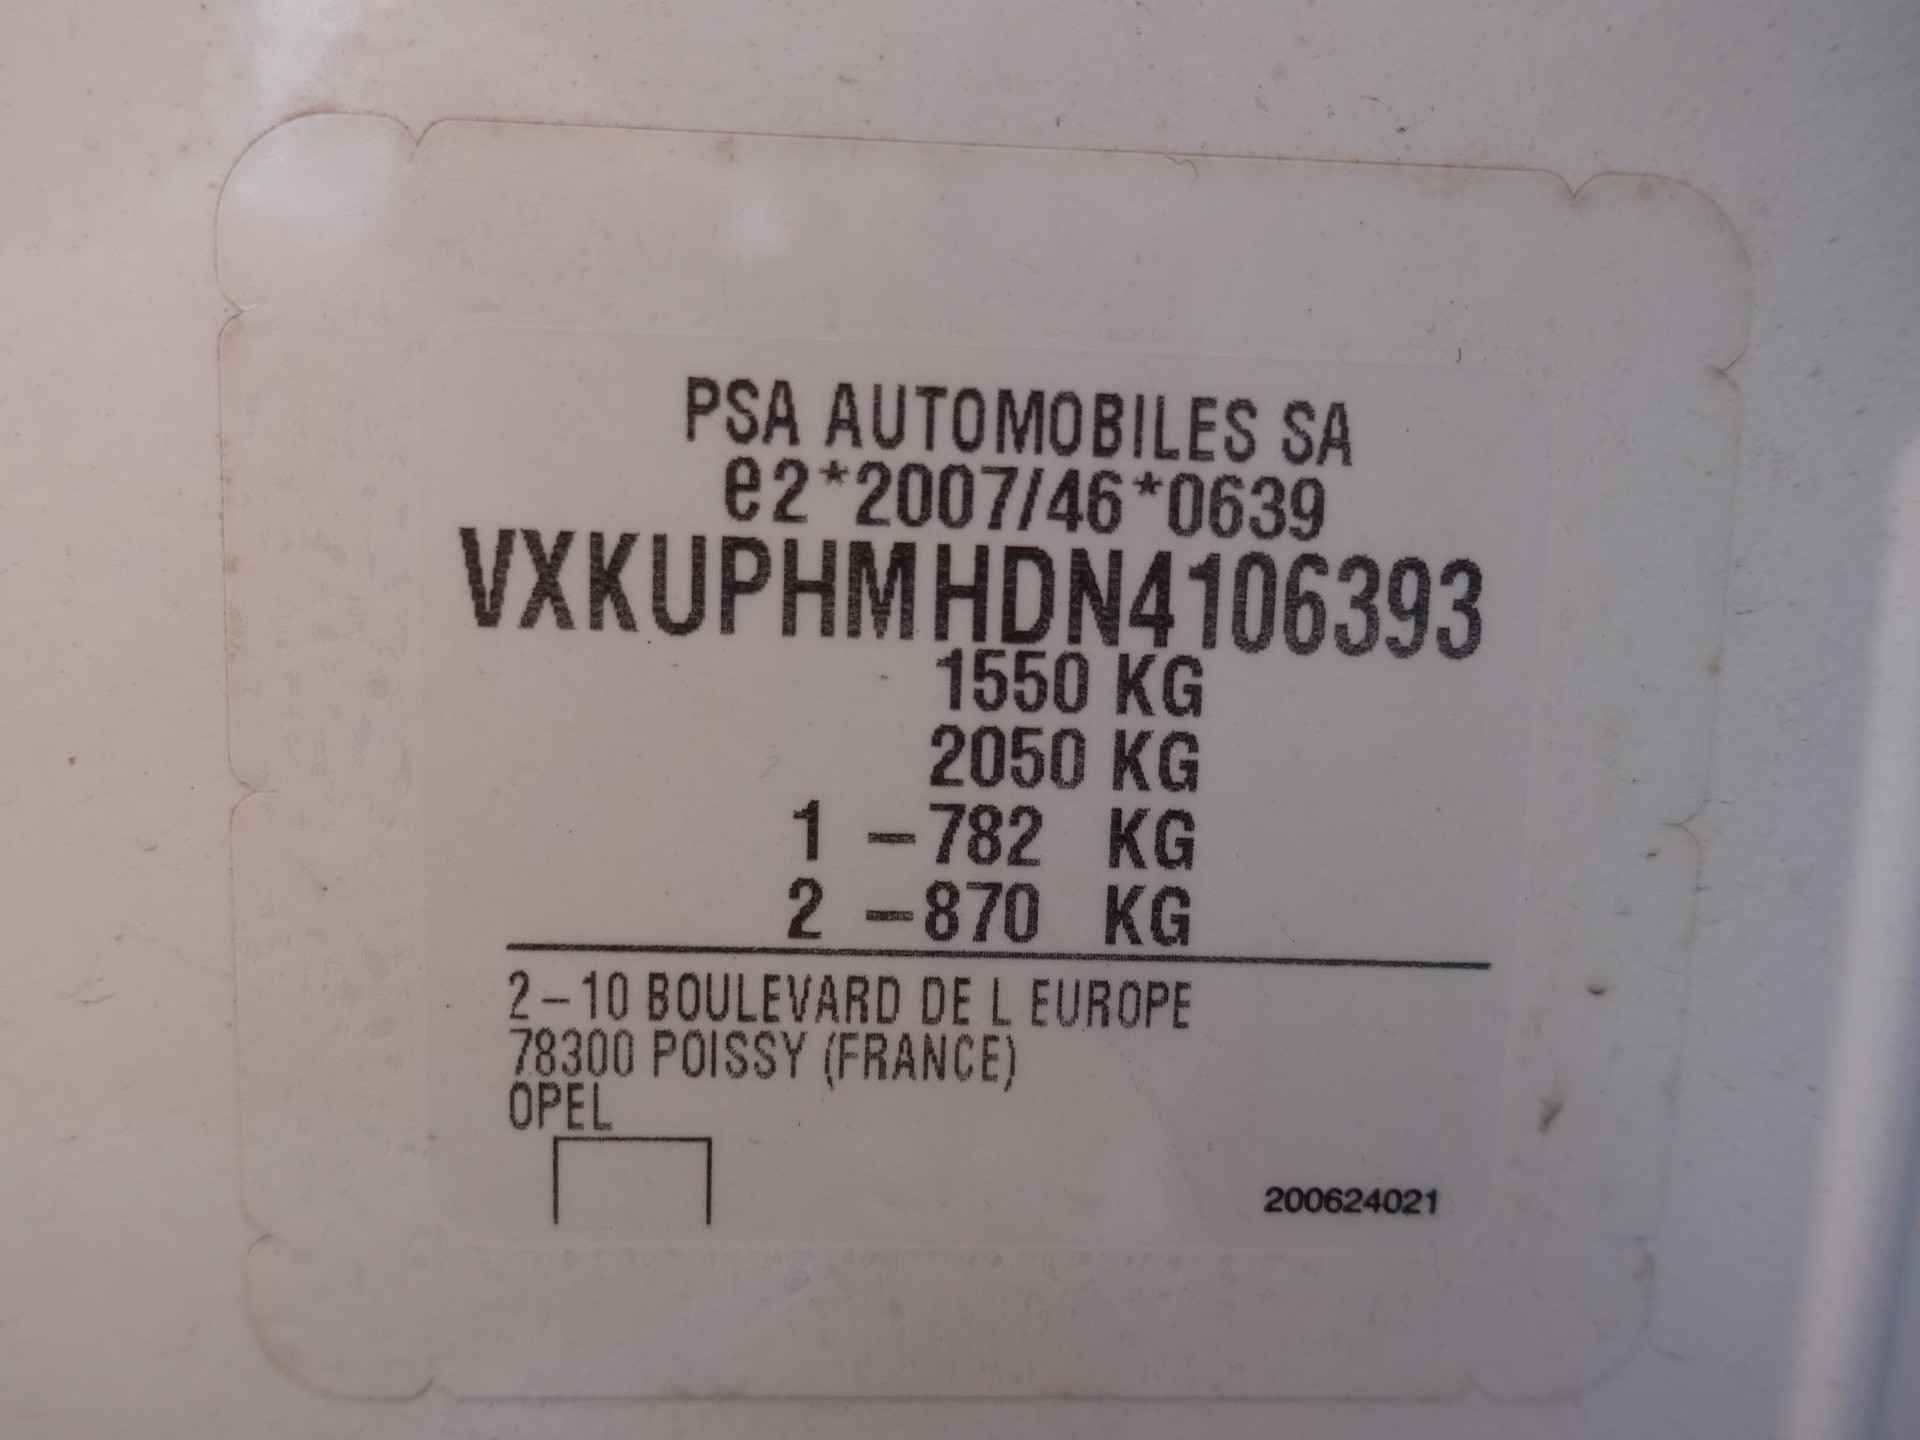 PSA AUTOMOBILES SA
e2*2007/46*0639
VXKUPHMHDN4106393
1550 KG
2050 KG
1 -782 KG
2 -870 KG
2-10 BOULEVARD DE L EUROPE
78300 POISSY (FRANCE)
OPEL
200624021